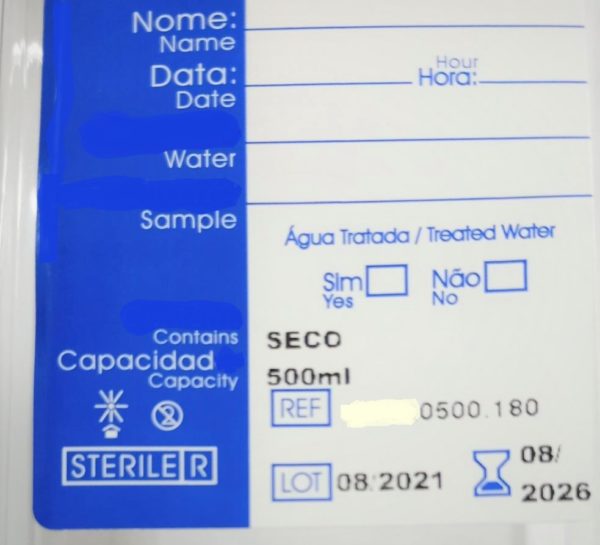 Nome:
Name
Data: Hour
Date Hora:
Water
Sample
Água Tratada / Treated Water
Sim Não
Yes No
Contains SECO
Capacidad 500ml
Capacity
REF 0500.180
STERILE R
LOT 08/2021 08/
2026